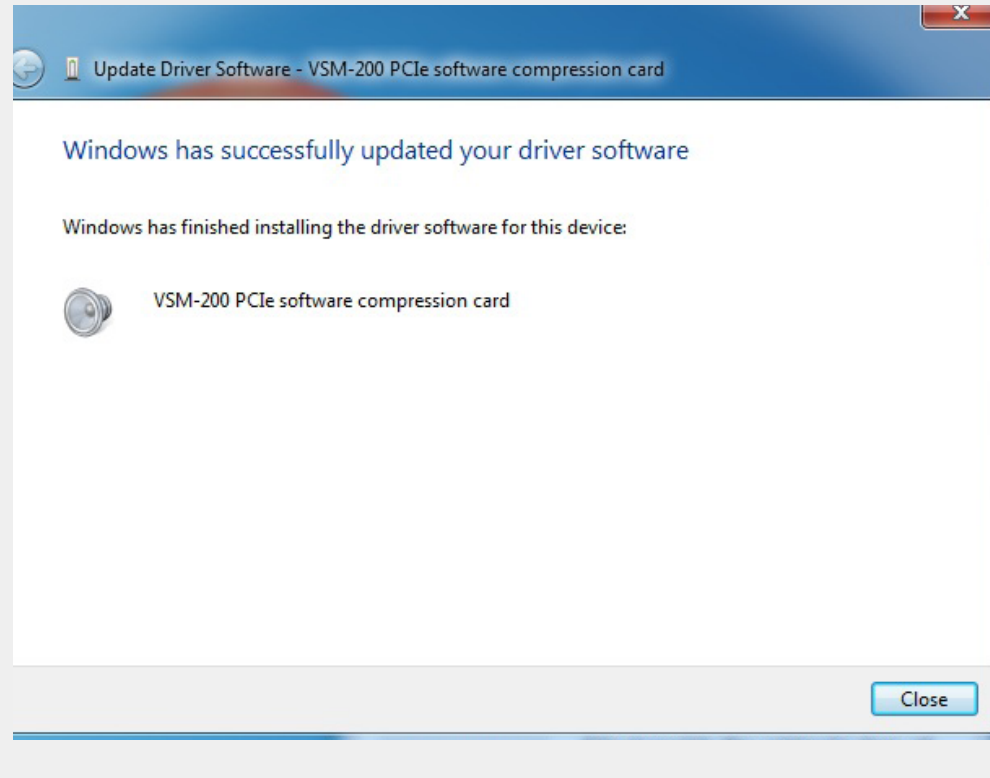 X
Update Driver Software - VSM-200 PCIe software compression card
Windows has successfully updated your driver software
Windows has finished installing the driver software for this device:
VSM-200 PCIe software compression card
Close